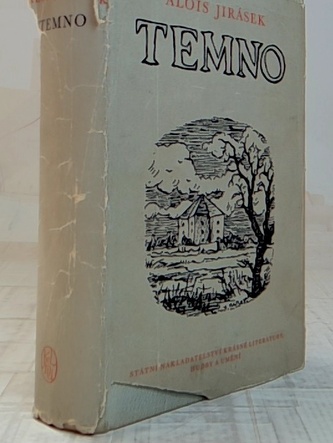 TEMNO
ALOIS JIRÁSEK
TEMNO
STÁTNÍ NAKLADATELSTVÍ KRÁSNÉ LITERATURY,
HUDBY A UMĚNÍ